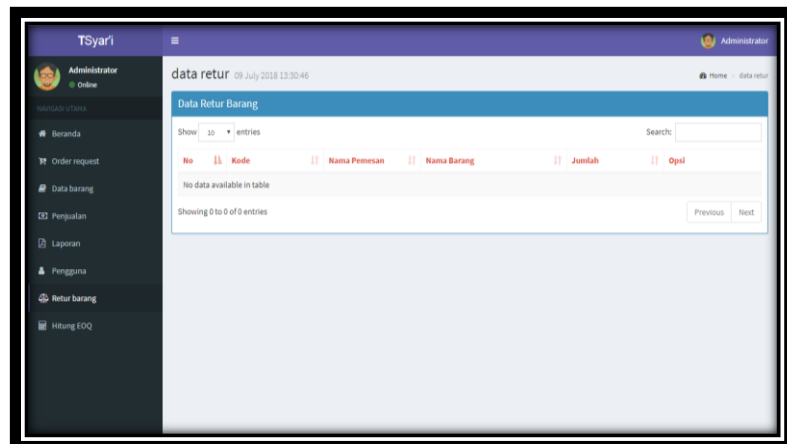 TSyar'i
Administrator
Administrator
Online
data retur 09 July 2018 13:30:46
Home > data retur
NAVIGASI UTAMA
Data Retur Barang
Beranda
Show 10 entries
Search:
Order request
No Kode Nama Pemesan Nama Barang Jumlah Opsi
Data barang
No data available in table
Penjualan
Showing 0 to 0 of 0 entries
Previous Next
Laporan
Pengguna
Retur barang
Hitung EOQ